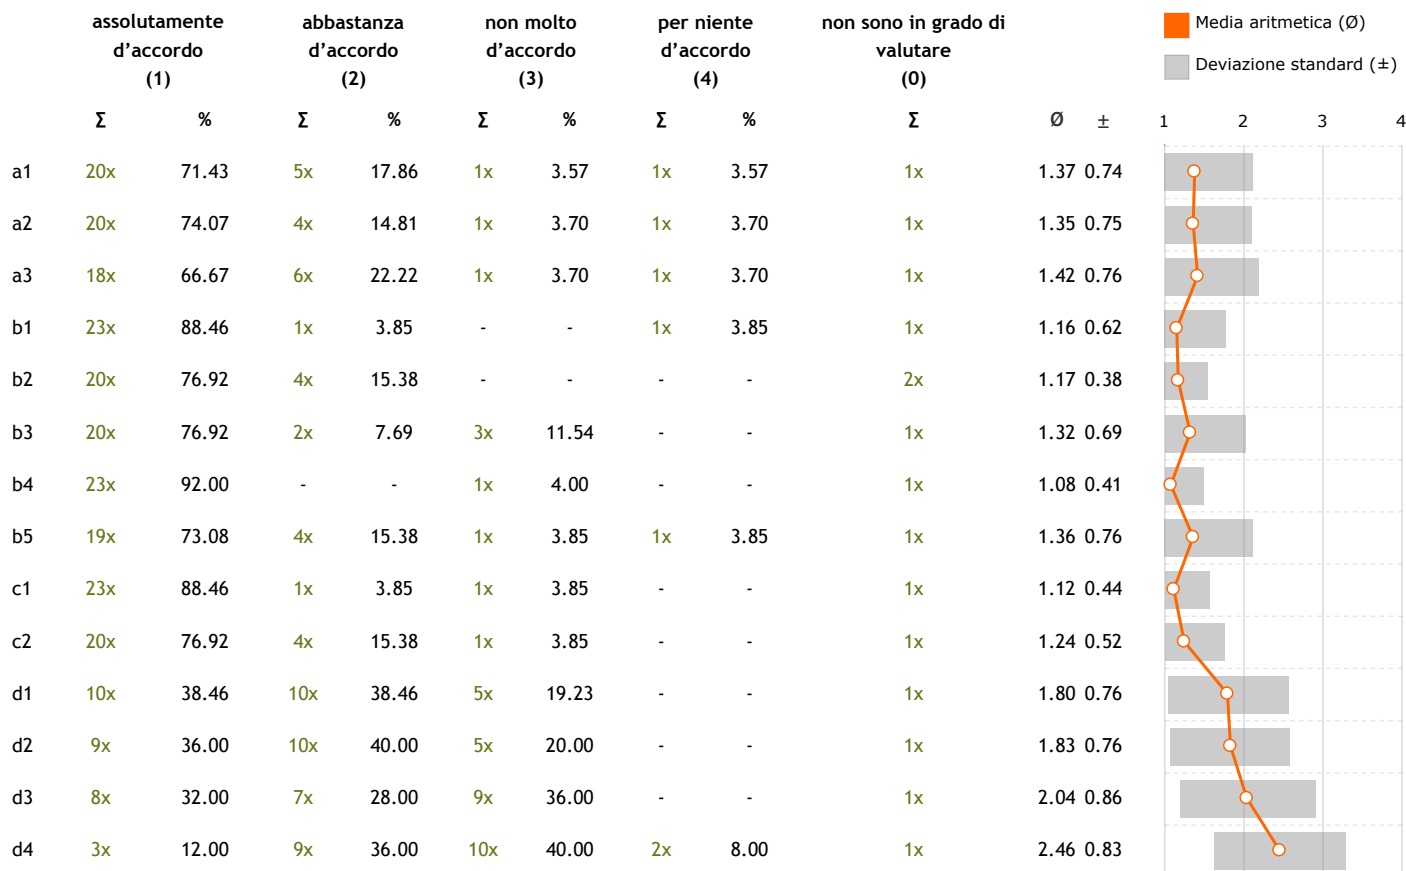 assolutamente d’accordo (1) abbastanza d’accordo (2) non molto d’accordo (3) per niente d’accordo (4) non sono in grado di valutare (0)
Media aritmetica (Ø)
Deviazione standard (±)
Σ % Σ % Σ % Σ % Σ Ø ± 1 2 3 4
a1 20x 71.43 5x 17.86 1x 3.57 1x 3.57 1x 1.37 0.74
a2 20x 74.07 4x 14.81 1x 3.70 1x 3.70 1x 1.35 0.75
a3 18x 66.67 6x 22.22 1x 3.70 1x 3.70 1x 1.42 0.76
b1 23x 88.46 1x 3.85 - - 1x 3.85 1x 1.16 0.62
b2 20x 76.92 4x 15.38 - - - - 2x 1.17 0.38
b3 20x 76.92 2x 7.69 3x 11.54 - - 1x 1.32 0.69
b4 23x 92.00 - - 1x 4.00 - - 1x 1.08 0.41
b5 19x 73.08 4x 15.38 1x 3.85 1x 3.85 1x 1.36 0.76
c1 23x 88.46 1x 3.85 1x 3.85 - - 1x 1.12 0.44
c2 20x 76.92 4x 15.38 1x 3.85 - - 1x 1.24 0.52
d1 10x 38.46 10x 38.46 5x 19.23 - - 1x 1.80 0.76
d2 9x 36.00 10x 40.00 5x 20.00 - - 1x 1.83 0.76
d3 8x 32.00 7x 28.00 9x 36.00 - - 1x 2.04 0.86
d4 3x 12.00 9x 36.00 10x 40.00 2x 8.00 1x 2.46 0.83